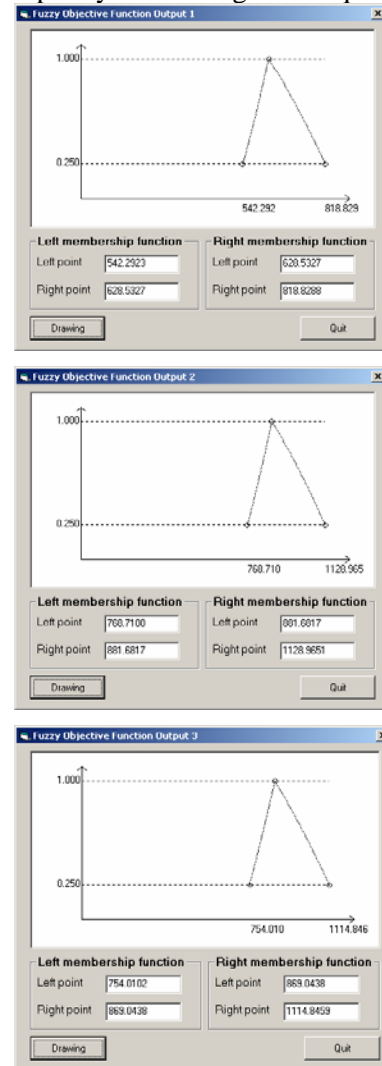 Fuzzy Objective Function Output 1
1.000
0.250
542.292 818.829
Left membership function Right membership function
Left point 542.2923 Left point 628.5327
Right point 628.5327 Right point 818.8288
Drawing Quit
Fuzzy Objective Function Output 2
1.000
0.250
768.710 1128.965
Left membership function Right membership function
Left point 768.7100 Left point 881.6817
Right point 881.6817 Right point 1128.9651
Drawing Quit
Fuzzy Objective Function Output 3
1.000
0.250
754.010 1114.846
Left membership function Right membership function
Left point 754.0102 Left point 869.0438
Right point 869.0438 Right point 1114.8459
Drawing Quit